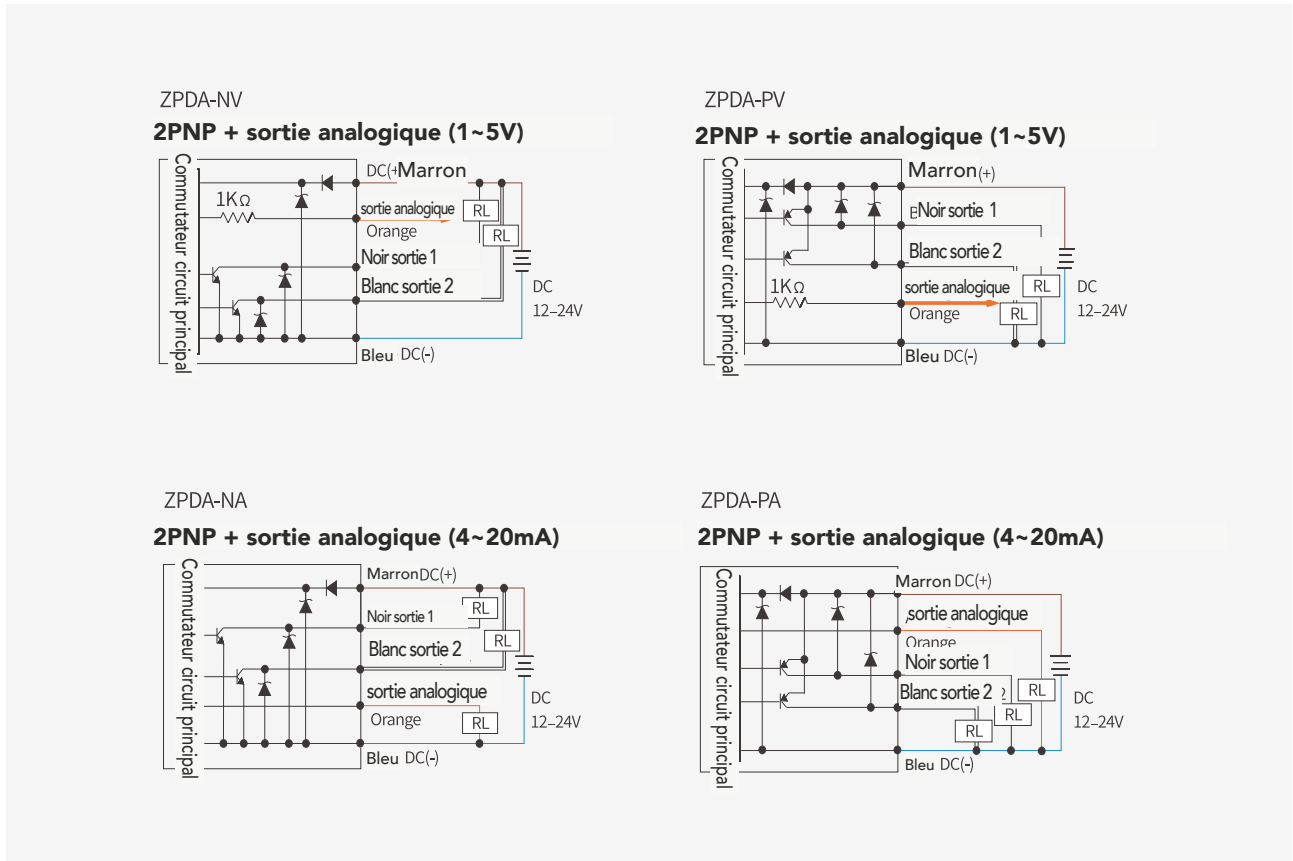 ZPDA-NV
2PNP + sortie analogique (1~5V)
Commutateur circuit principal
DC(+
Marron
1KΩ
sortie analogique
RL
Orange
RL
Noir sortie 1
Blanc sortie 2
DC
12–24V
Bleu DC(-)
ZPDA-PV
2PNP + sortie analogique (1~5V)
Commutateur circuit principal
Marron (+)
Noir sortie 1
Blanc sortie 2
1KΩ
sortie analogique
RL
DC
Orange
RL
12–24V
Bleu DC(-)
ZPDA-NA
2PNP + sortie analogique (4~20mA)
Commutateur circuit principal
Marron DC(+)
Noir sortie 1
RL
Blanc sortie 2
RL
sortie analogique
DC
Orange
RL
12–24V
Bleu DC(-)
ZPDA-PA
2PNP + sortie analogique (4~20mA)
Commutateur circuit principal
Marron DC(+)
sortie analogique
Orange
Noir sortie 1
Blanc sortie 2
RL
DC
RL
12–24V
RL
Bleu DC(-)